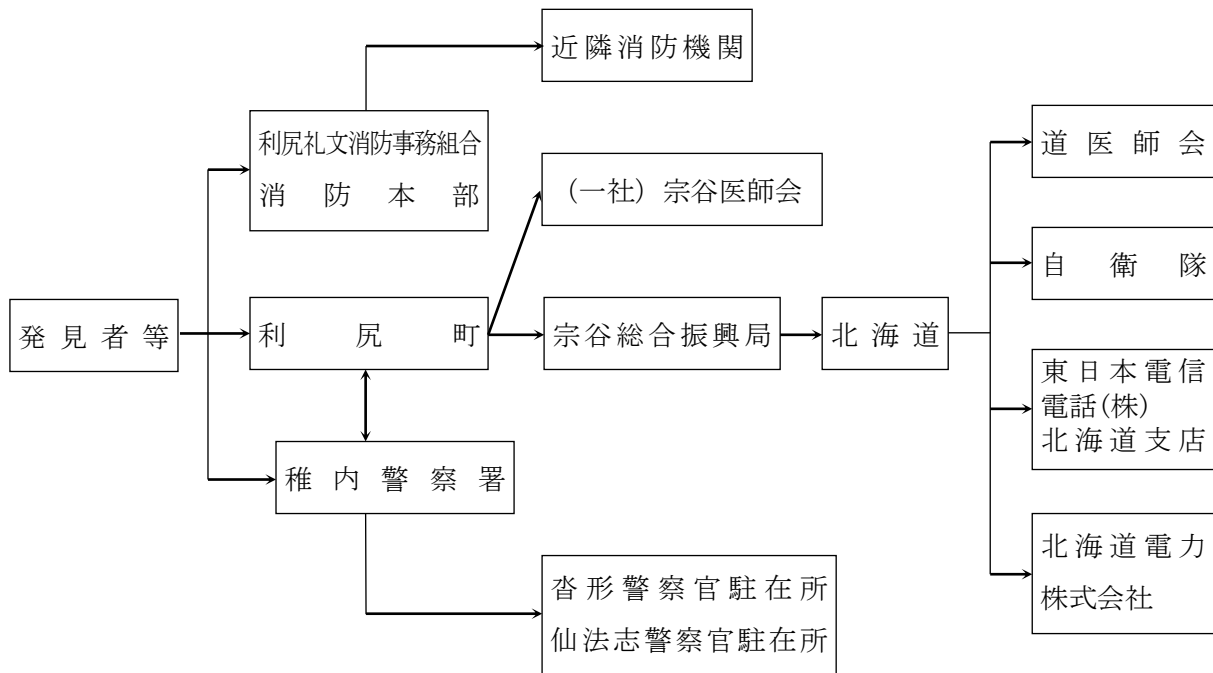 近隣消防機関
利尻礼文消防事務組合
消防本部
(一社)宗谷医師会
発見者等
利尻町
宗谷総合振興局
北海道
稚内警察署
沓形警察官駐在所
仙法志警察官駐在所
道医師会
自衛隊
東日本電信
電話(株)
北海道支店
北海道電力
株式会社